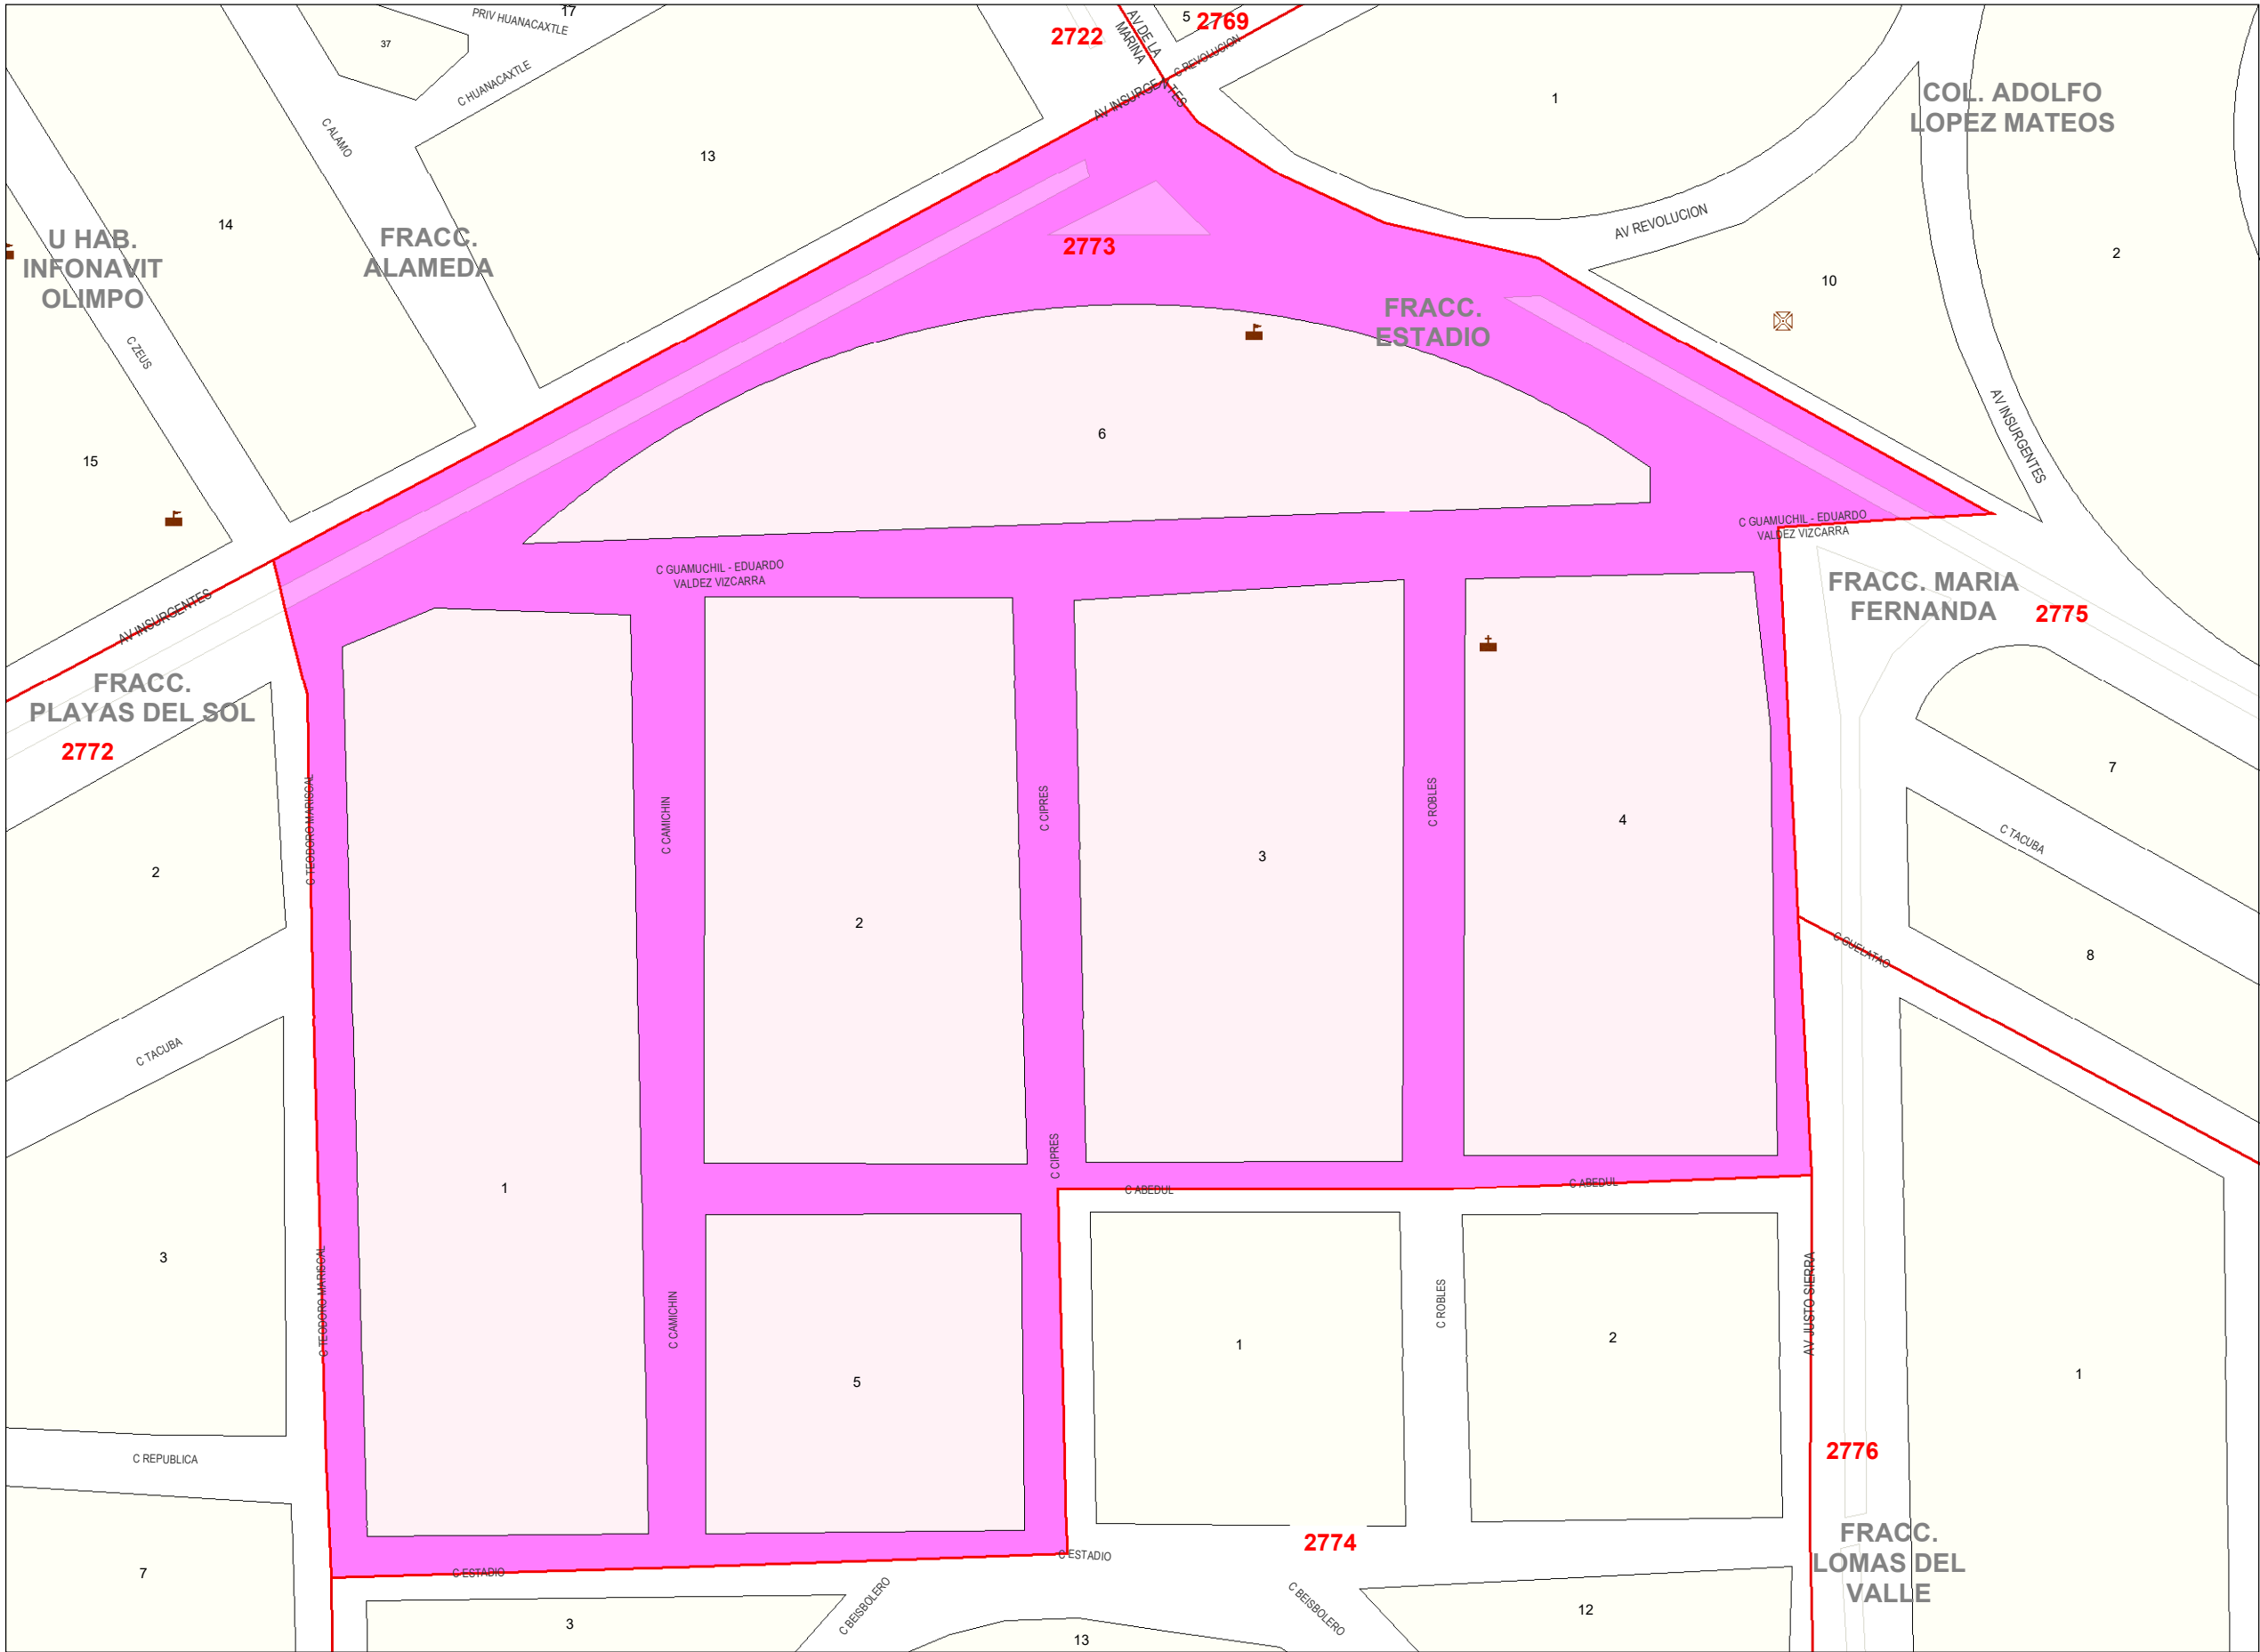 17
PRIV HUANACAXTLE
37
C HUANACAXTLE
2722
AV DE LA
MARINA
5
2769
C REVOLUCION
AV INSURGENTES
1
COL. ADOLFO
LOPEZ MATEOS
C ALAMO
13
14
U HAB.
INFONAVIT
OLIMPO
FRACC.
ALAMEDA
2773
AV REVOLUCION
2
10
FRACC.
ESTADIO
C ZEUS
15
6
AV INSURGENTES
C GUAMUCHIL - EDUARDO
VALDEZ VIZCARRA
C GUAMUCHIL - EDUARDO
VALDEZ VIZCARRA
AV INSURGENTES
FRACC. MARIA
FERNANDA
2775
FRACC.
PLAYAS DEL SOL
2772
C TEODORO MARISCAL
C CAMICHIN
C CIPRES
C ROBLES
7
C TACUBA
2
2
3
4
C GUELATAO
8
C TACUBA
C CIPRES
1
C ABEDUL
C ABEDUL
3
C TEODORO MARISCAL
C CAMICHIN
C ROBLES
AV JUSTO SIERRA
1
2
5
1
C REPUBLICA
2776
2774
C ESTADIO
C ESTADIO
FRACC.
LOMAS DEL
VALLE
7
C BEISBOLERO
C BEISBOLERO
3
13
12